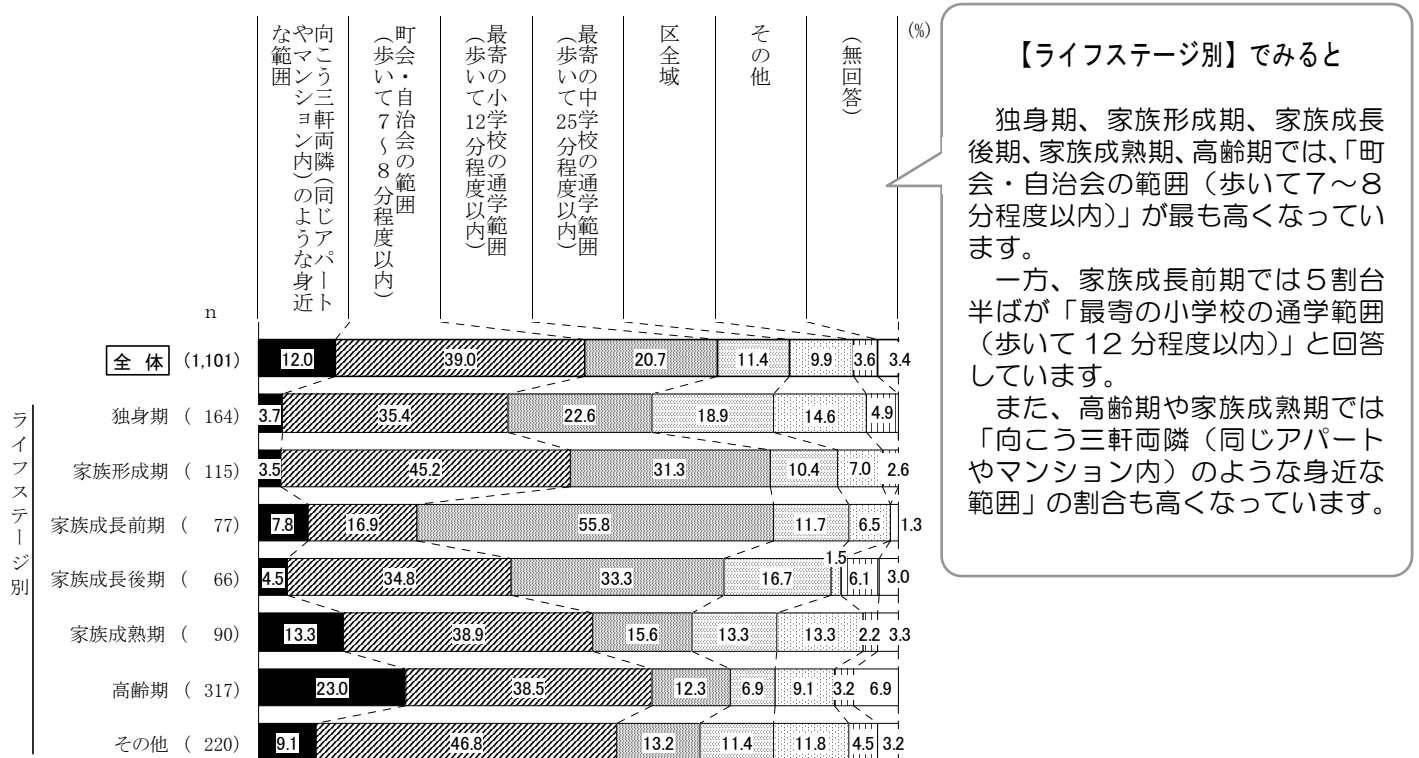 向こう三軒両隣（同じアパート
やマンション内）のような身近
な範囲
町会・自治会の範囲
（歩いて７～８分程度以内）
最寄の小学校の通学範囲
（歩いて12分程度以内）
最寄の中学校の通学範囲
（歩いて25分程度以内）
区全域
その他
（無回答）
(%)
n
全 体 (1,101) 12.0 39.0 20.7 11.4 9.9 3.6 3.4
ライフステージ別
独身期 ( 164) 3.7 35.4 22.6 18.9 14.6 4.9
家族形成期 ( 115) 3.5 45.2 31.3 10.4 7.0 2.6
家族成長前期 ( 77) 7.8 16.9 55.8 11.7 6.5 1.3
家族成長後期 ( 66) 4.5 34.8 33.3 16.7 1.5 6.1 3.0
家族成熟期 ( 90) 13.3 38.9 15.6 13.3 13.3 2.2 3.3
高齢期 ( 317) 23.0 38.5 12.3 6.9 9.1 3.2 6.9
その他 ( 220) 9.1 46.8 13.2 11.4 11.8 4.5 3.2
【ライフステージ別】でみると
独身期、家族形成期、家族成長
後期、家族成熟期、高齢期では、「町
会・自治会の範囲（歩いて７～８
分程度以内）」が最も高くなってい
ます。
一方、家族成長前期では５割台
半ばが「最寄の小学校の通学範囲
（歩いて 12 分程度以内）」と回答
しています。
また、高齢期や家族成熟期では
「向こう三軒両隣（同じアパート
やマンション内）のような身近な
範囲」の割合も高くなっています。